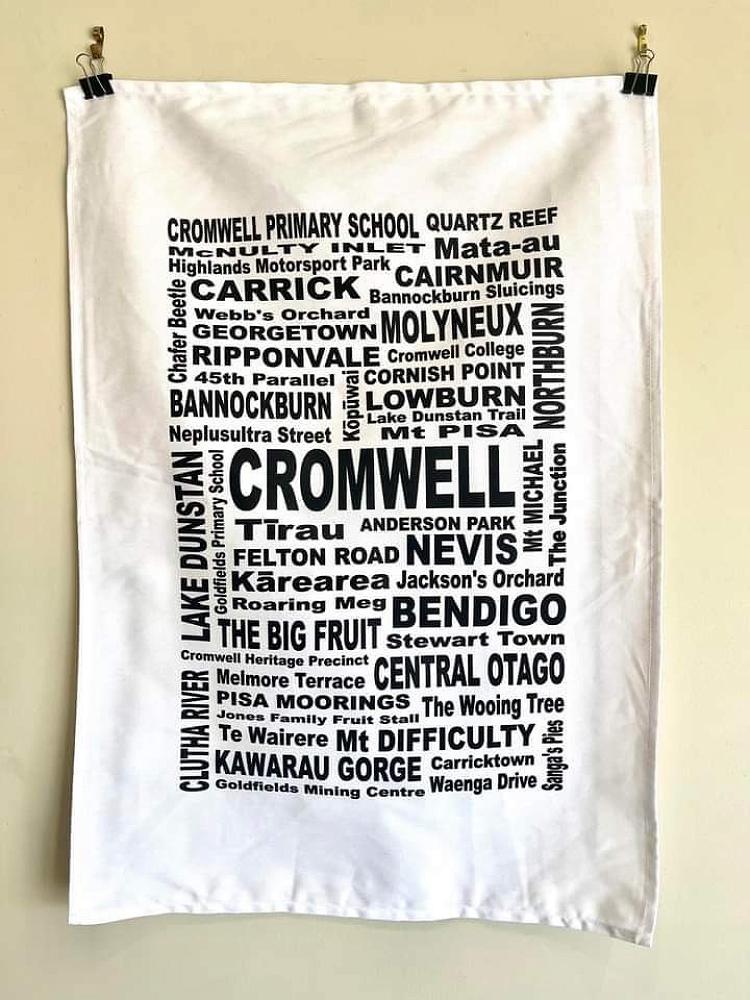 CROMWELL PRIMARY SCHOOL QUARTZ REEF
McNULTY INLET Mata-au
Highlands Motorsport Park CAIRNMUIR
Chafer Beetle
CARRICK Bannockburn Sluicings
Webb's Orchard
GEORGETOWN MOLYNEUX
NORTHBURN
RIPPONVALE Cromwell College
45th Parallel CORNISH POINT
Kōpūwai
BANNOCKBURN LOWBURN
Lake Dunstan Trail
Neplusultra Street Mt PISA
LAKE DUNSTAN
Goldfields Primary School
CROMWELL
Mt MICHAEL
The Junction
Tīrau ANDERSON PARK
FELTON ROAD NEVIS
Kārearea Jackson's Orchard
Roaring Meg BENDIGO
THE BIG FRUIT Stewart Town
Cromwell Heritage Precinct
CLUTHA RIVER
Melmore Terrace CENTRAL OTAGO
PISA MOORINGS The Wooing Tree
Jones Family Fruit Stall
Te Wairere Mt DIFFICULTY
Sanga's Pies
KAWARAU GORGE Carricktown
Goldfields Mining Centre Waenga Drive